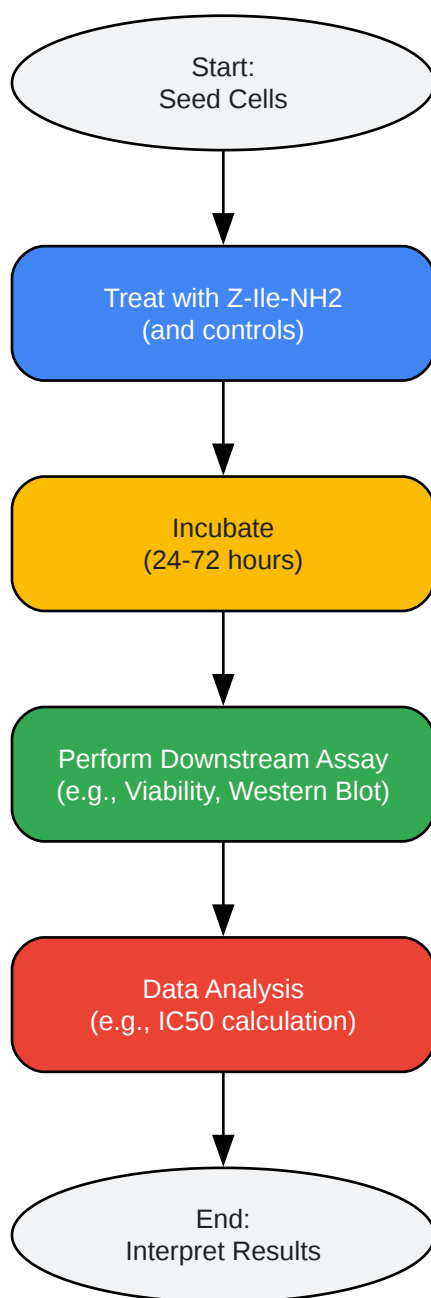 Start:
Seed Cells
Treat with Z-Ile-NH2
(and controls)
Incubate
(24-72 hours)
Perform Downstream Assay
(e.g., Viability, Western Blot)
Data Analysis
(e.g., IC50 calculation)
End:
Interpret Results